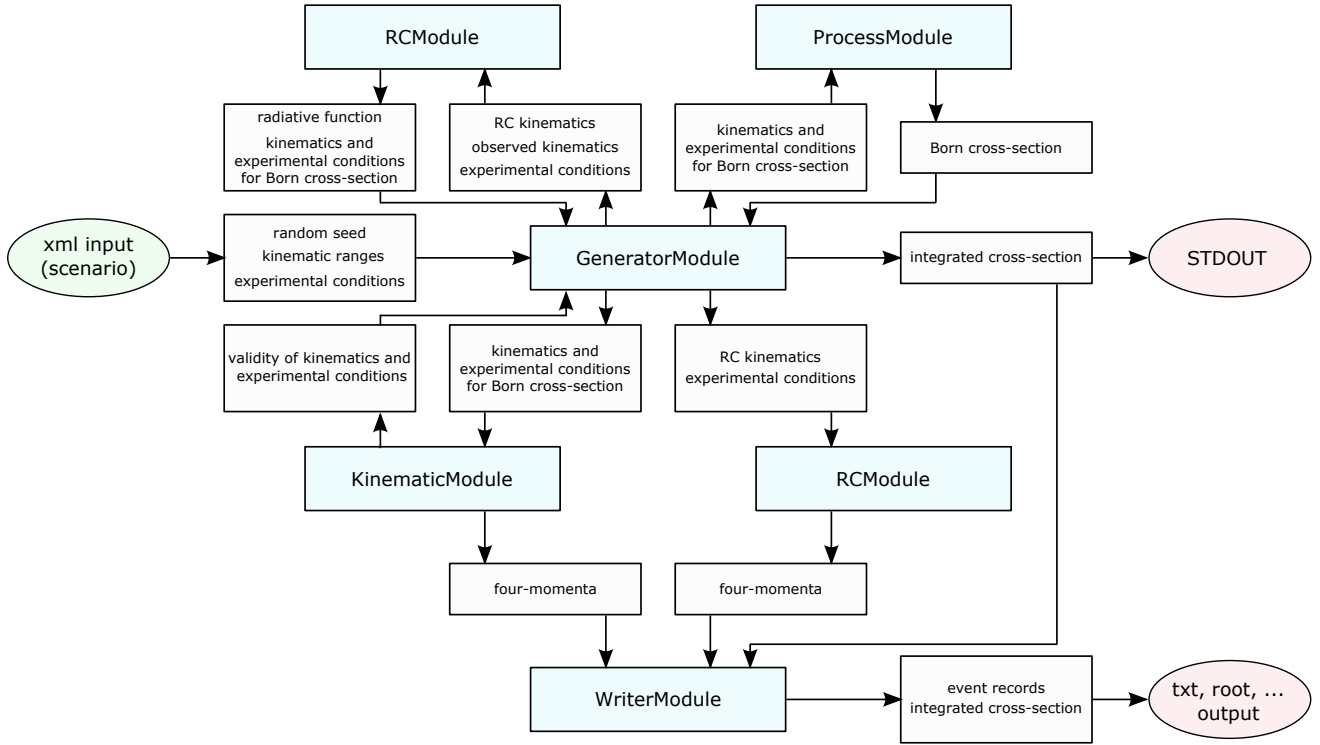 RCModule
ProcessModule
radiative function
kinematics and
experimental conditions
for Born cross-section
RC kinematics
observed kinematics
experimental conditions
kinematics and
experimental conditions
for Born cross-section
Born cross-section
xml input
(scenario)
random seed
kinematic ranges
experimental conditions
GeneratorModule
integrated cross-section
STDOUT
validity of kinematics and
experimental conditions
kinematics and
experimental conditions
for Born cross-section
RC kinematics
experimental conditions
KinematicModule
RCModule
four-momenta
four-momenta
WriterModule
event records
integrated cross-section
txt, root, ...
output